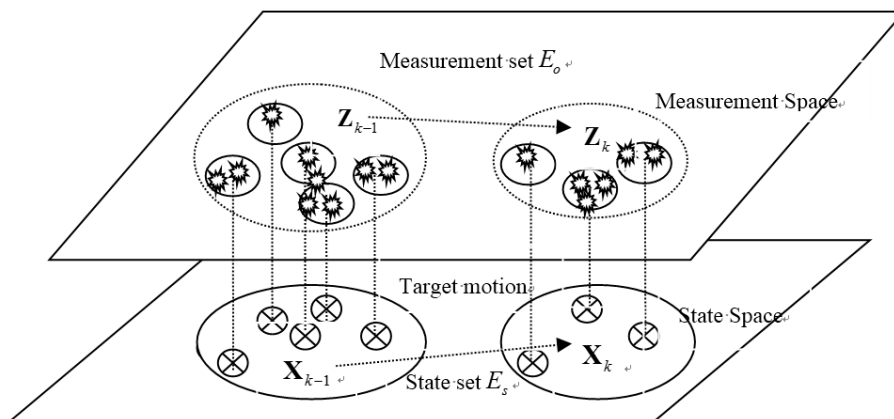 Measurement set E_o
Measurement Space
Z_{k-1}
Z_k
Target motion
State Space
X_{k-1}
X_k
State set E_s